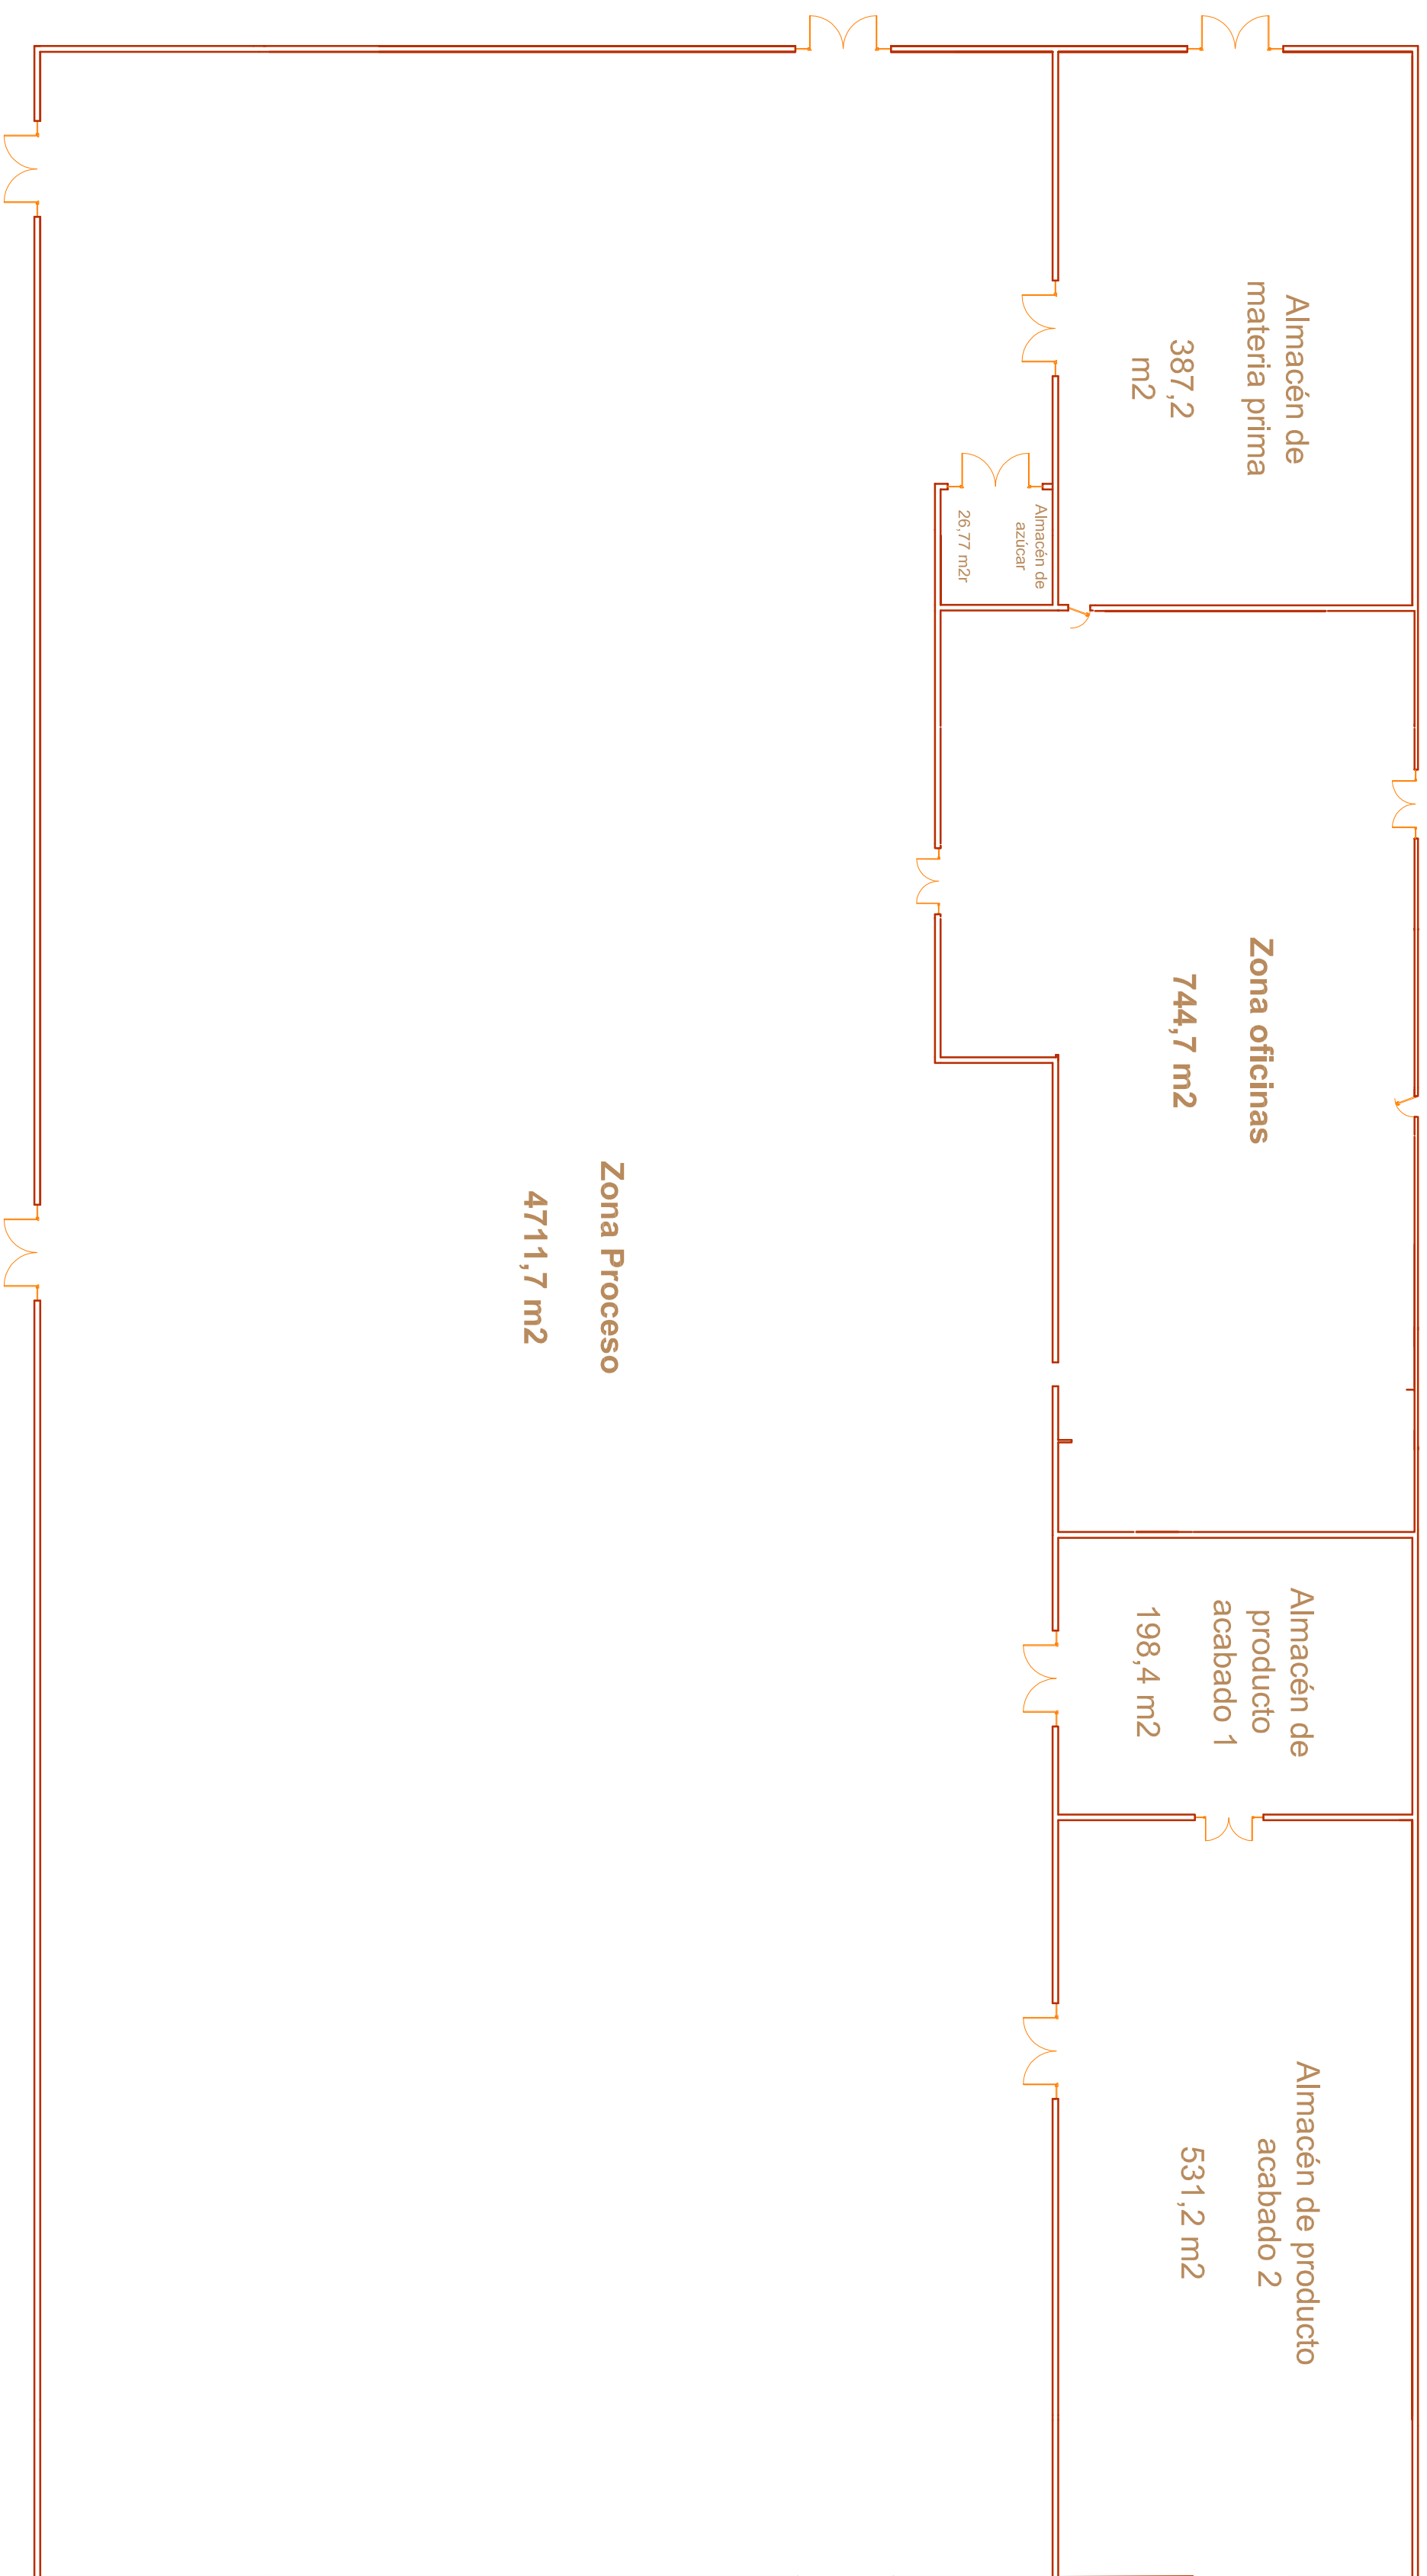 Almacén de
materia prima
387,2
m2
Almacén de
azúcar
26,77 m2r
Zona oficinas
744,7 m2
Zona Proceso
4711,7 m2
Almacén de
producto
acabado 1
198,4 m2
Almacén de producto
acabado 2
531,2 m2